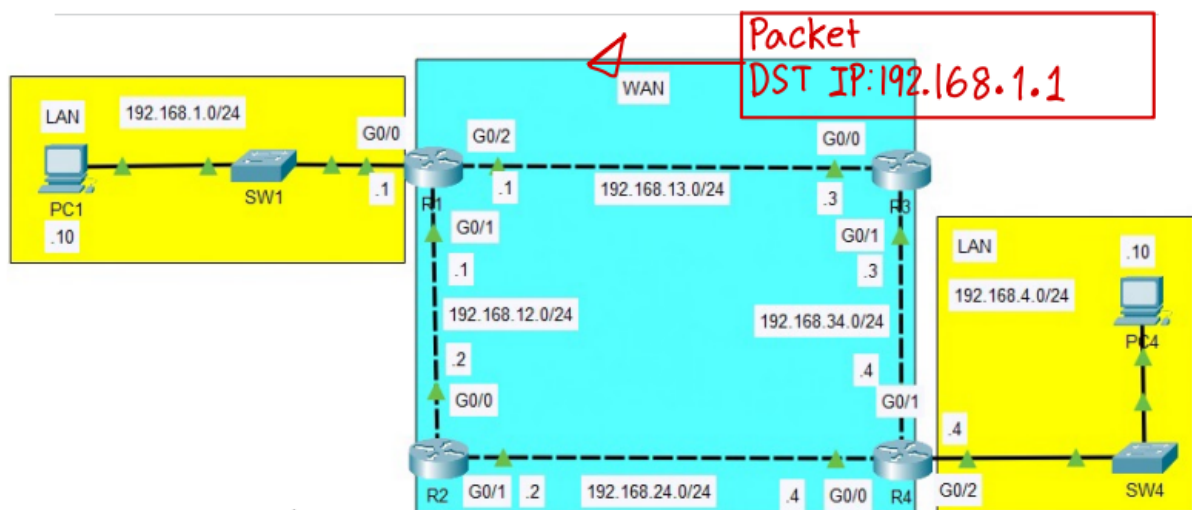 Packet
DST IP:192.168.1.1
WAN
LAN
192.168.1.0/24
G0/0
G0/2
G0/0
.1
.1
192.168.13.0/24
.3
PC1
SW1
R1
R3
.10
G0/1
G0/1
LAN
.10
.1
.3
192.168.4.0/24
192.168.12.0/24
192.168.34.0/24
PC4
.2
.4
G0/0
G0/1
.4
R2
G0/1
.2
192.168.24.0/24
.4
G0/0
R4
G0/2
SW4